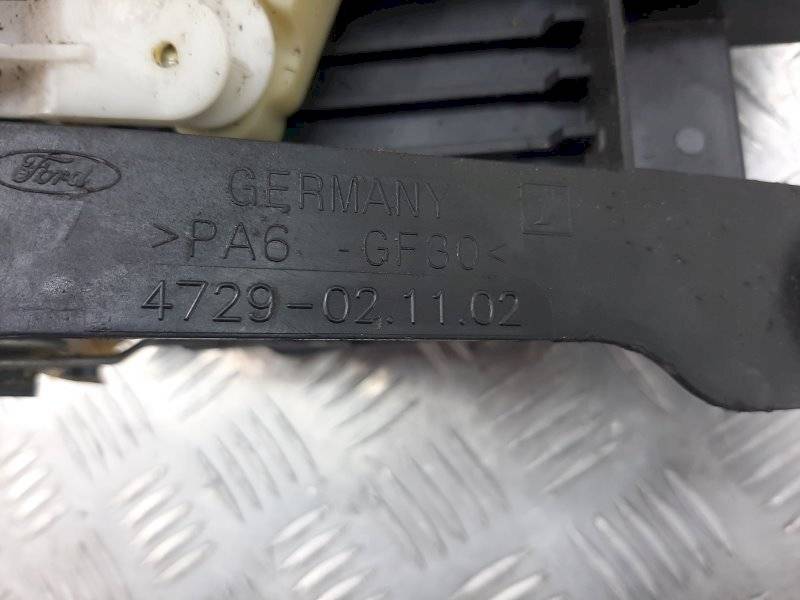 Ford
GERMANY
>PA6 -GF30<
4729-02.11.02